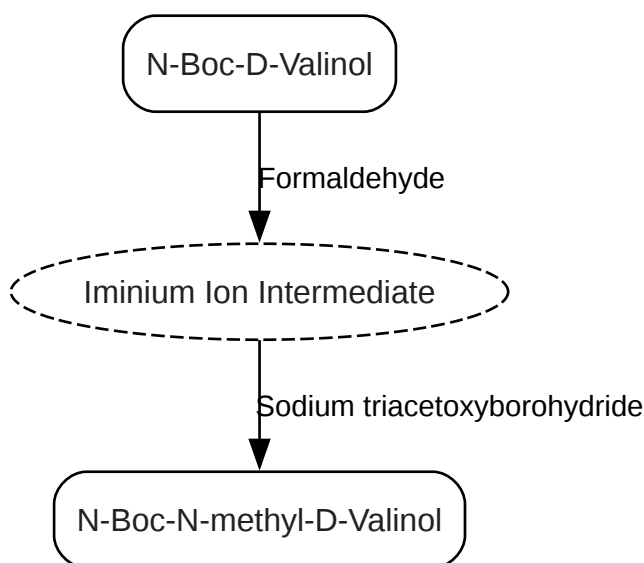 N-Boc-D-Valinol
Formaldehyde
Iminium Ion Intermediate
Sodium triacetoxyborohydride
N-Boc-N-methyl-D-Valinol